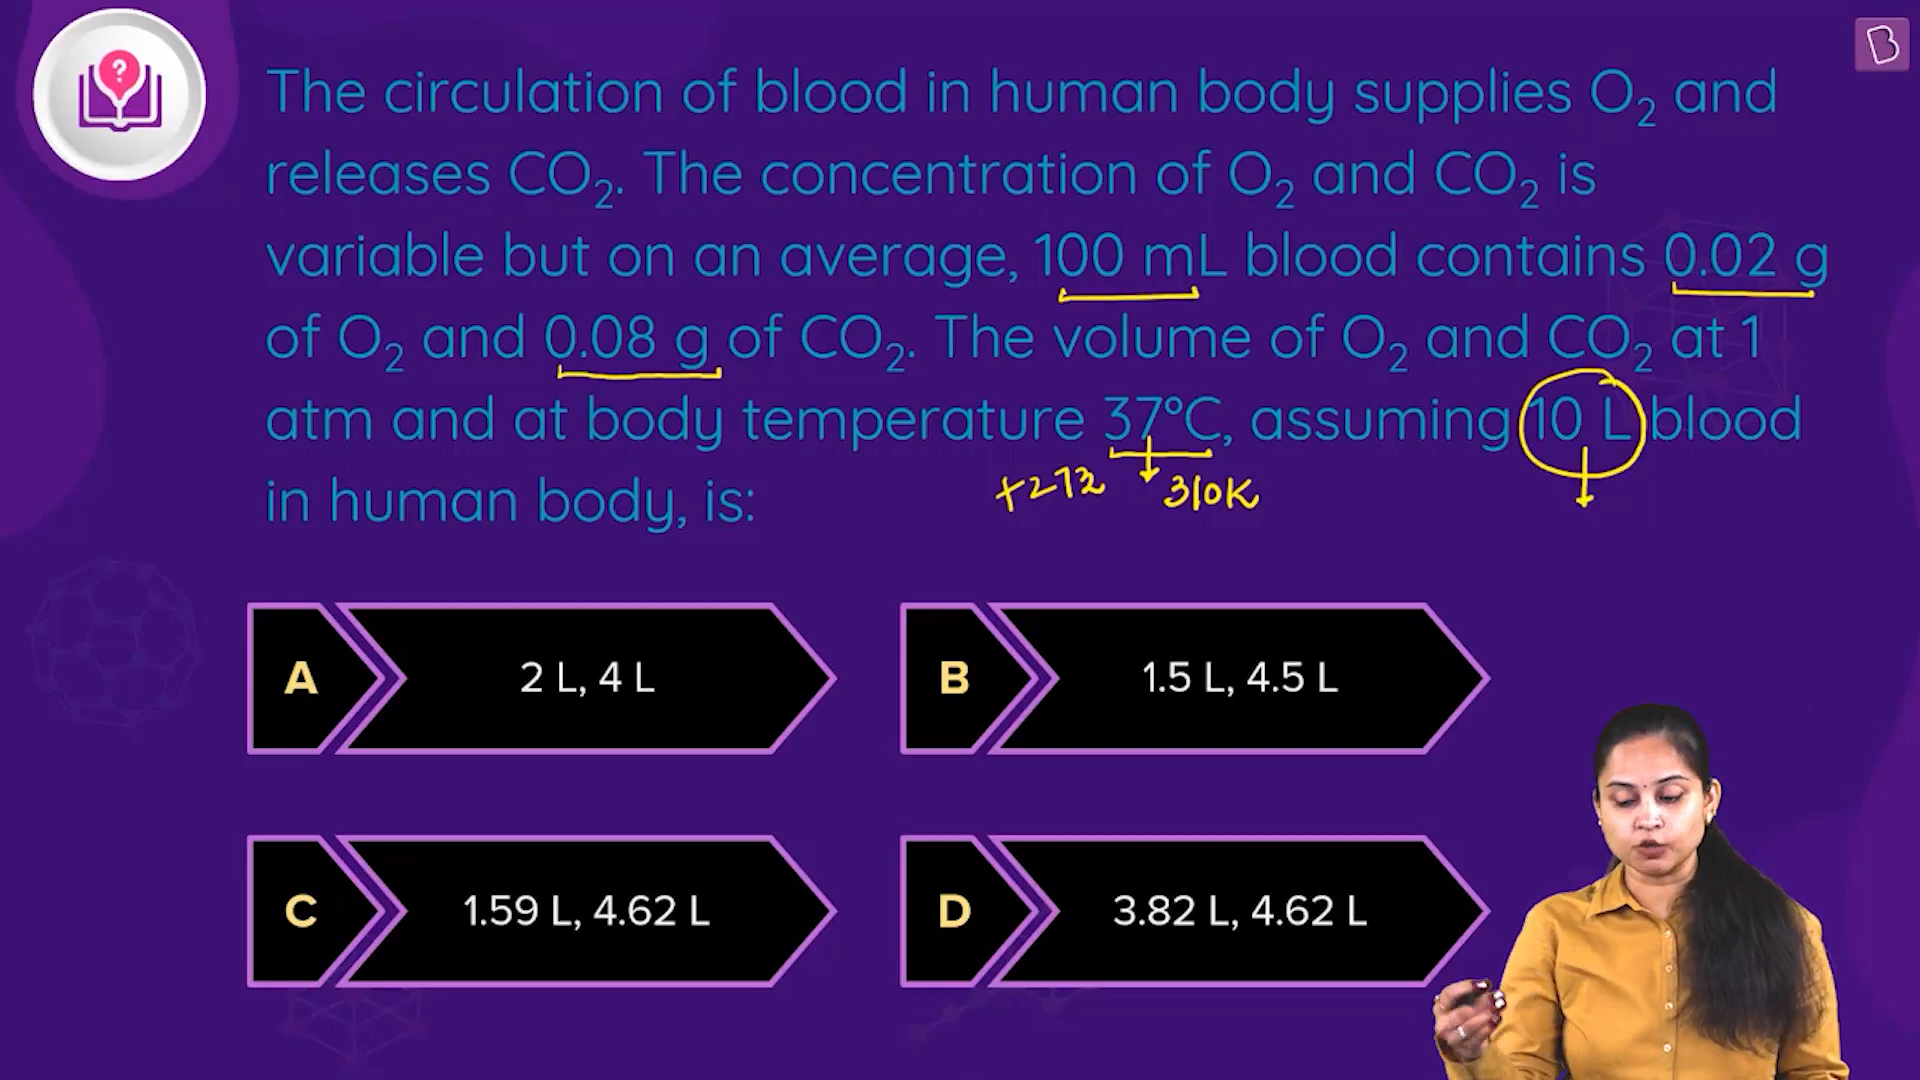 The circulation of blood in human body supplies O₂ and
releases CO₂. The concentration of O₂ and CO₂ is
variable but on an average, 100 mL blood contains 0.02 g
of O₂ and 0.08 g of CO₂. The volume of O₂ and CO₂ at 1
atm and at body temperature 37°C, assuming 10 L blood
+273 310K
in human body, is:
A 2 L, 4 L
B 1.5 L, 4.5 L
C 1.59 L, 4.62 L
D 3.82 L, 4.62 L
?
B